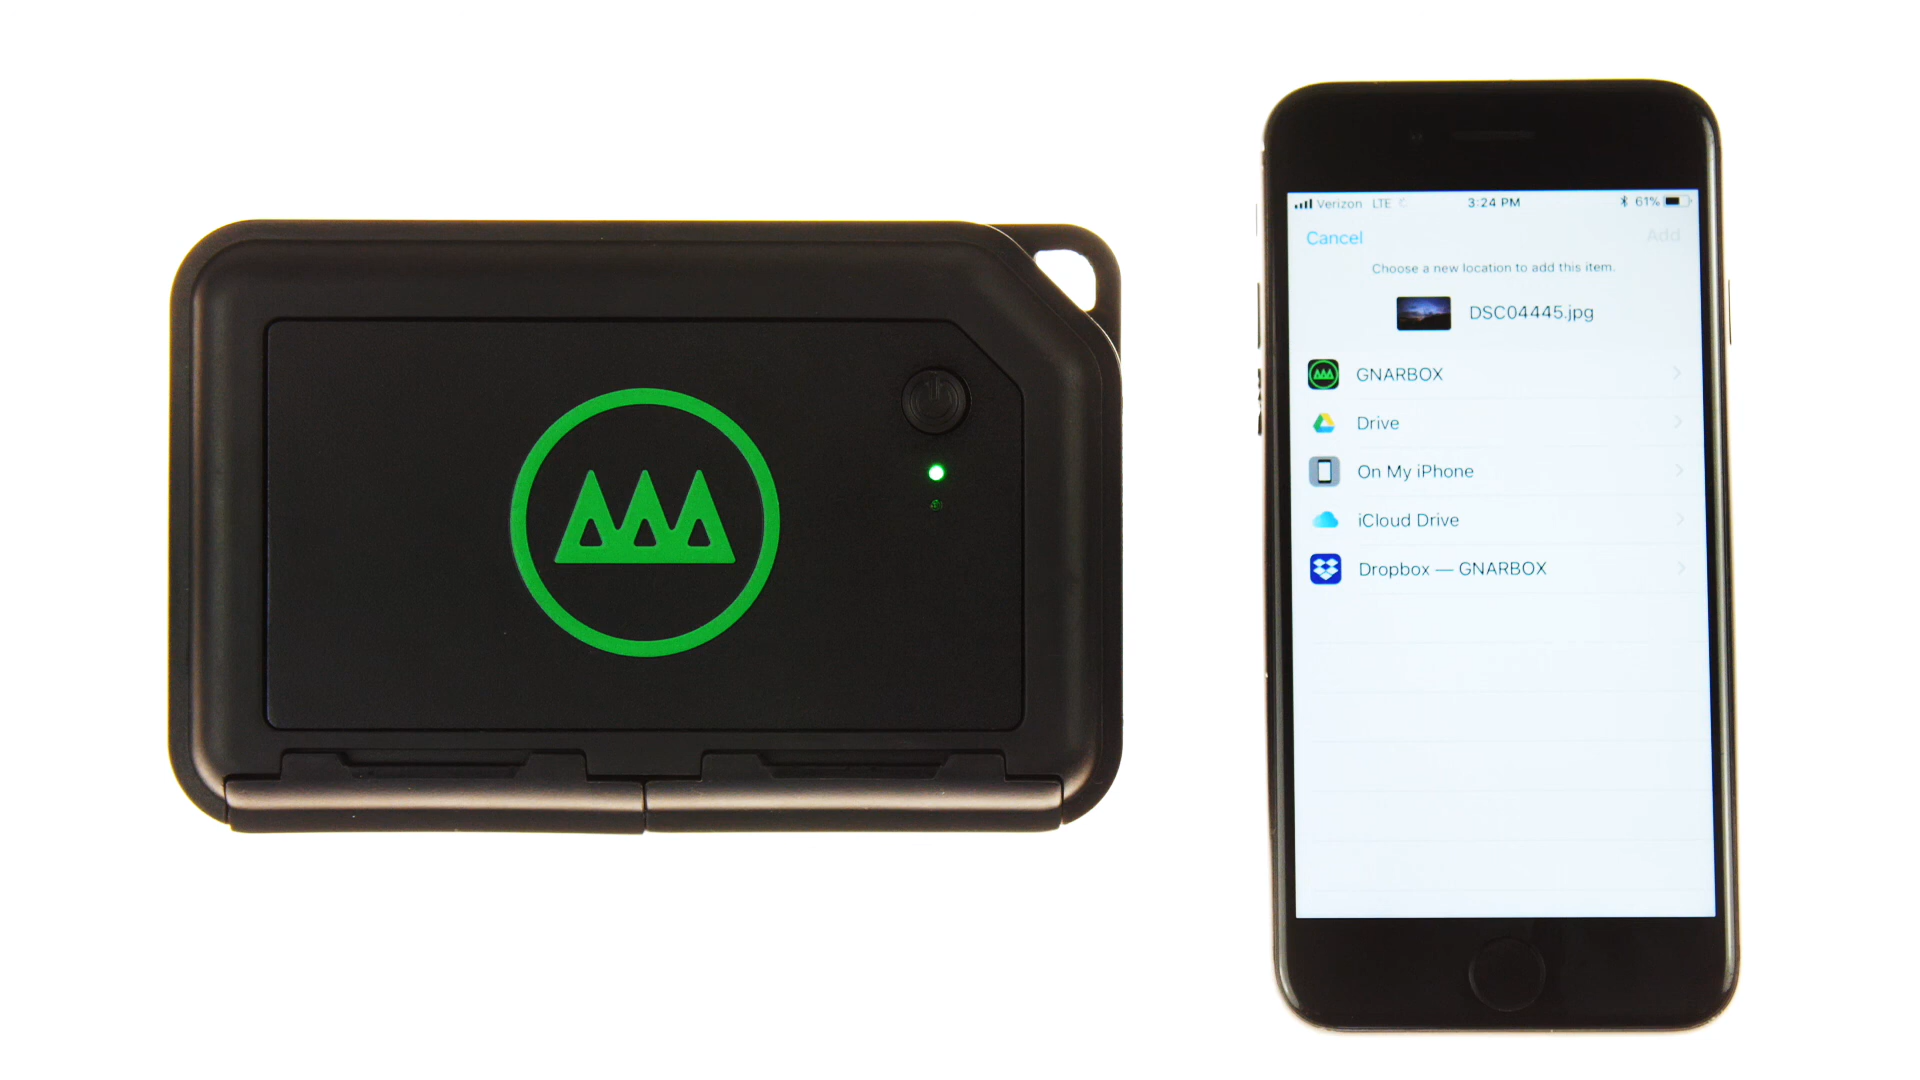 Verizon LTE 3:24 PM 61%
Cancel Add
Choose a new location to add this item.
DSC04445.jpg
GNARBOX
Drive
On My iPhone
iCloud Drive
Dropbox — GNARBOX